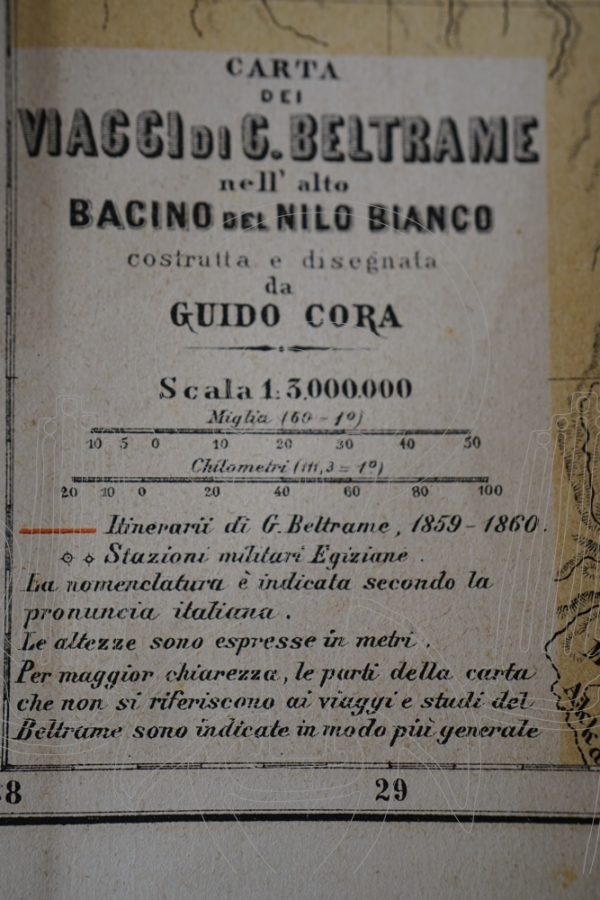 CARTA
DEI
VIAGGI DI G. BELTRAME
nell' alto
BACINO DEL NILO BIANCO
costrutta e disegnata
da
GUIDO CORA
Scala 1:3,000.000
Miglia (60 = 1º)
10 5 0 10 20 30 40 50
Chilometri (111,3 = 1º)
20 10 0 20 40 60 80 100
Itinerarii di G. Beltrame, 1859-1860.
Stazioni militari Egiziane.
La nomenclatura è indicata secondo la
pronuncia italiana.
Le altezze sono espresse in metri.
Per maggior chiarezza, le parti della carta
che non si riferiscono ai viaggi e studi del
Beltrame sono indicate in modo più generale
8 29